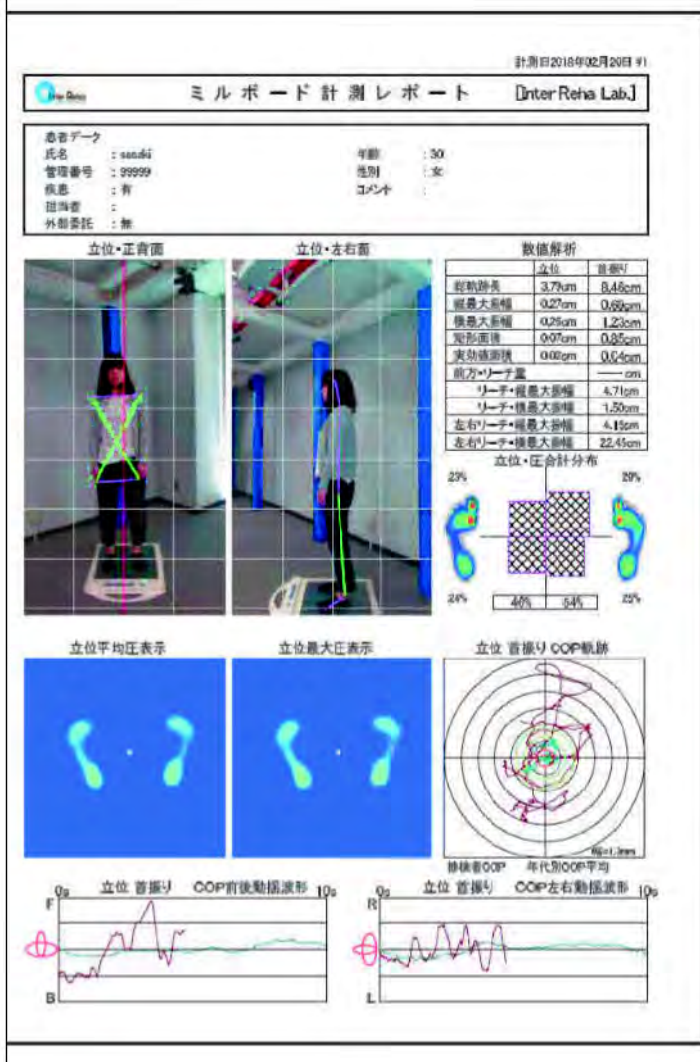 計測日2018年02月20日 #1
ミルボード計測レポート [Inter Reha Lab.]
患者データ
氏名 : sasaki 年齢 : 30
管理番号 : 99999 性別 : 女
疾患 : 有 コメント :
担当者 :
外部委託 : 無
立位・正背面 立位・左右面 数値解析
立位 首振り
総軌跡長 3.79cm 8.46cm
縦最大振幅 0.27cm 0.69cm
横最大振幅 0.25cm 1.23cm
矩形面積 0.07cm 0.85cm
実効値面積 0.02cm 0.04cm
前方・リーチ量 —— cm
リーチ・縦最大振幅 4.71cm
リーチ・横最大振幅 1.50cm
左右リーチ・縦最大振幅 4.15cm
左右リーチ・横最大振幅 22.45cm
立位・圧合計分布
23% 29%
24% 25%
46% 54%
立位平均圧表示 立位最大圧表示 立位 首振り COP軌跡
幅=1.3mm
被検者COP 年代別COP平均
0s 立位 首振り COP前後動揺波形 10s
F
B
0s 立位 首振り COP左右動揺波形 10s
R
L